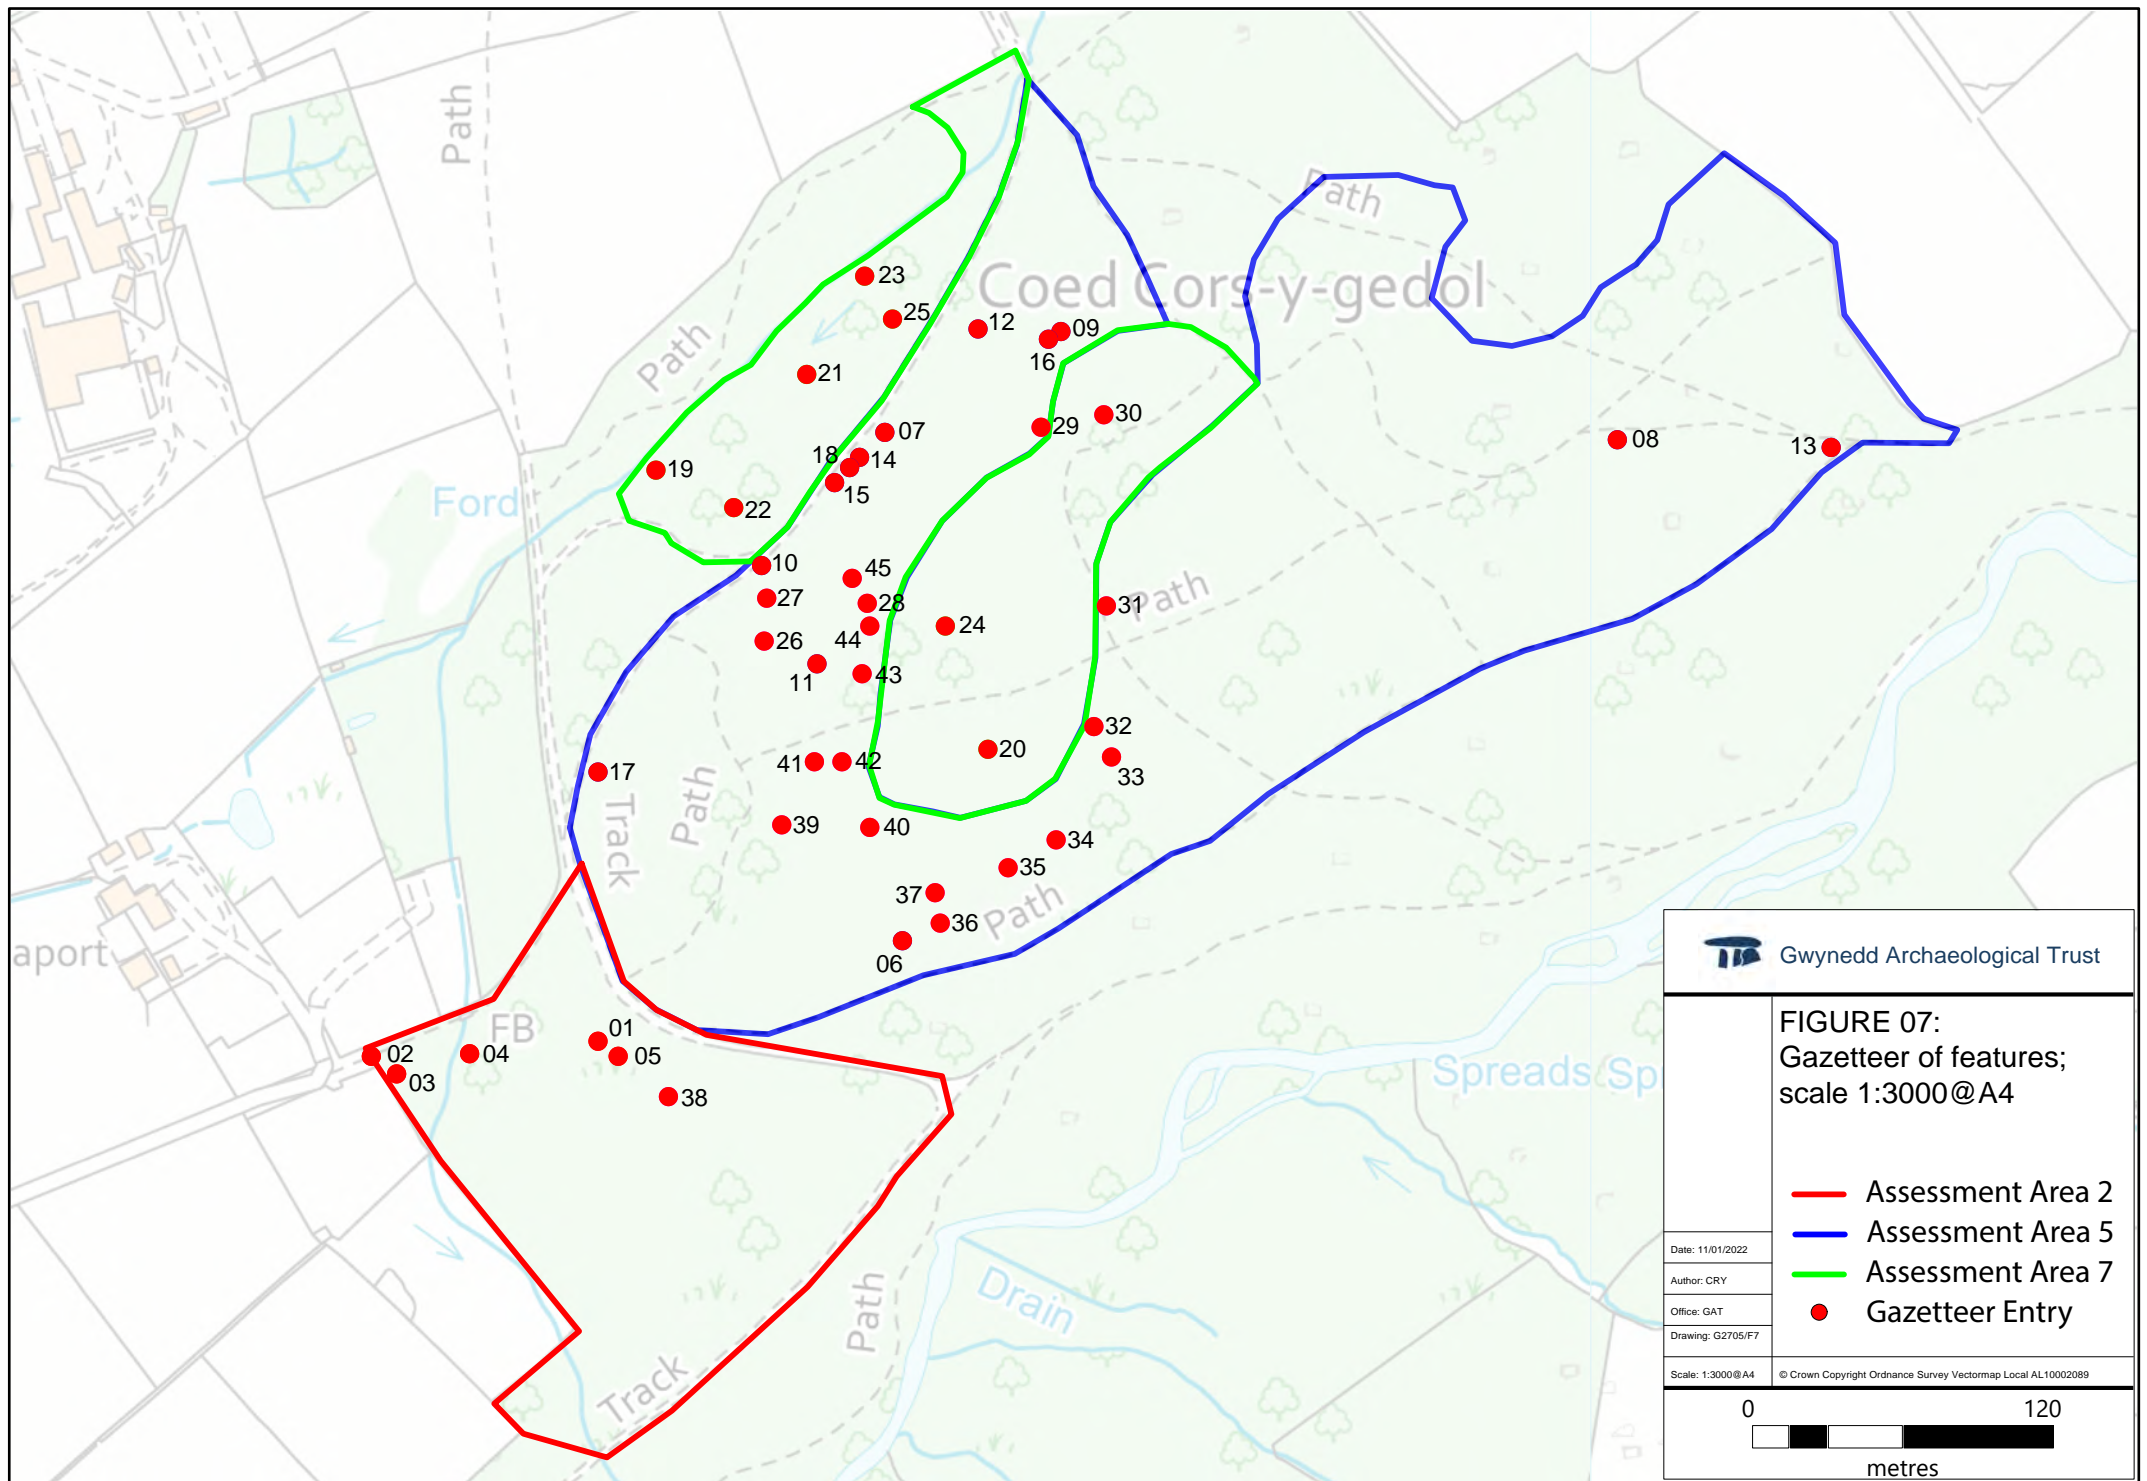 Path
Path
Coed Cors-y-gedol
23
25
12
09
16
Path
21
30
29
07
08
13
18
14
19
15
Ford
22
10
45
27
28
Path
31
26
44
24
11
43
32
20
41
42
33
17
Track
Path
39
40
34
35
37
36
Path
06
aport
FB
01
02
04
05
03
38
Spreads
Sp
Drain
Path
Track
Gwynedd Archaeological Trust
FIGURE 07:
Gazetteer of features;
scale 1:3000@A4
Assessment Area 2
Assessment Area 5
Assessment Area 7
Gazetteer Entry
Date: 11/01/2022
Author: CRY
Office: GAT
Drawing: G2705/F7
Scale: 1:3000@A4
© Crown Copyright Ordnance Survey Vectormap Local AL10002089
0 120
metres